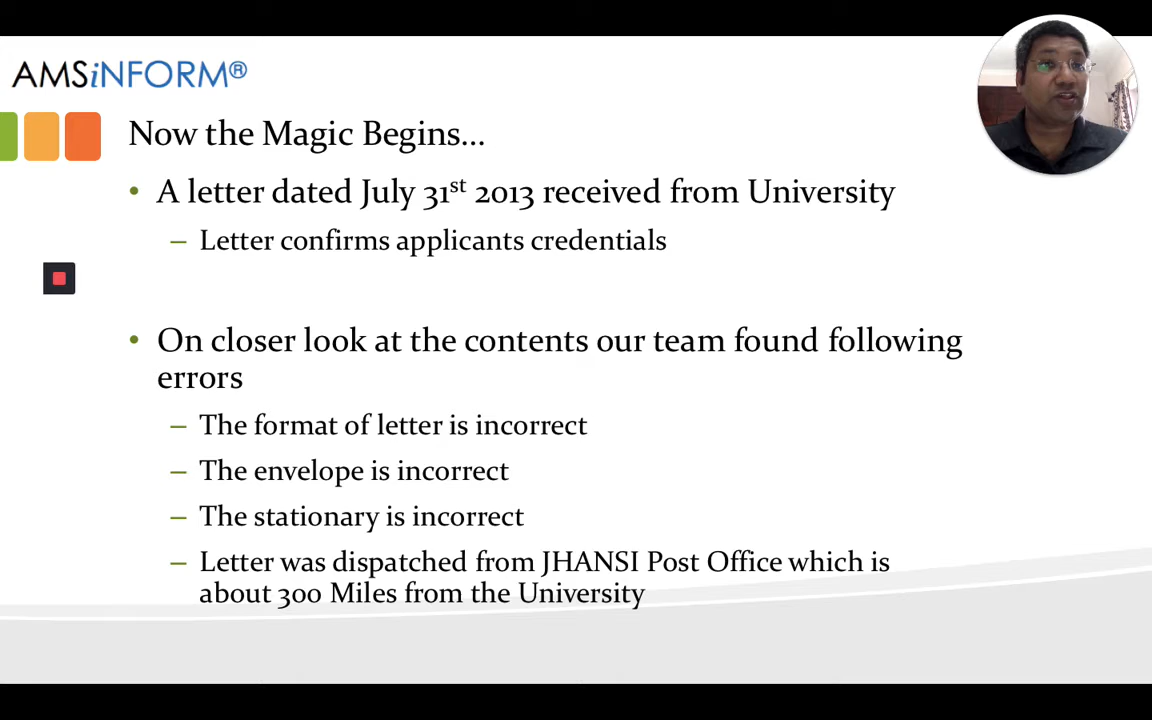 AMSiNFORM®
Now the Magic Begins...
• A letter dated July 31st 2013 received from University
– Letter confirms applicants credentials
• On closer look at the contents our team found following
errors
– The format of letter is incorrect
– The envelope is incorrect
– The stationary is incorrect
– Letter was dispatched from JHANSI Post Office which is
about 300 Miles from the University